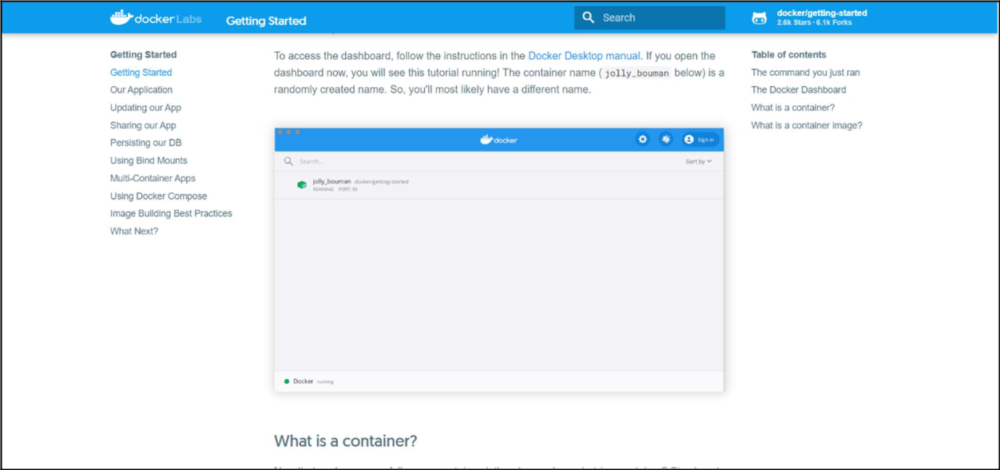 dockerLabs
Getting Started
Search
docker/getting-started
2.6k Stars · 6.1k Forks
Getting Started
Getting Started
Our Application
Updating our App
Sharing our App
Persisting our DB
Using Bind Mounts
Multi-Container Apps
Using Docker Compose
Image Building Best Practices
What Next?
To access the dashboard, follow the instructions in the Docker Desktop manual. If you open the
dashboard now, you will see this tutorial running! The container name ( jolly_bouman below) is a
randomly created name. So, you'll most likely have a different name.
docker
Sign in
Search...
Sort by
jolly_bouman docker/getting-started
RUNNING PORT: 80
Docker running
What is a container?
Table of contents
The command you just ran
The Docker Dashboard
What is a container?
What is a container image?